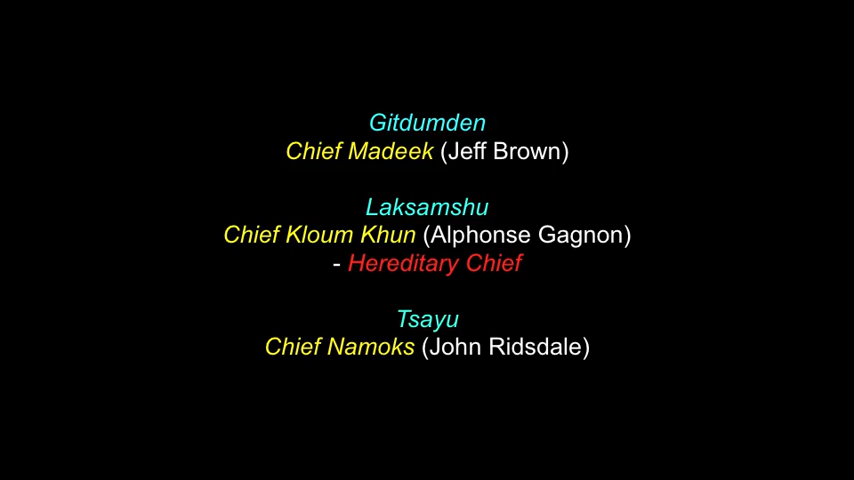 Gitdumden
Chief Madeek (Jeff Brown)
Laksamshu
Chief Kloum Khun (Alphonse Gagnon)
- Hereditary Chief
Tsayu
Chief Namoks (John Ridsdale)